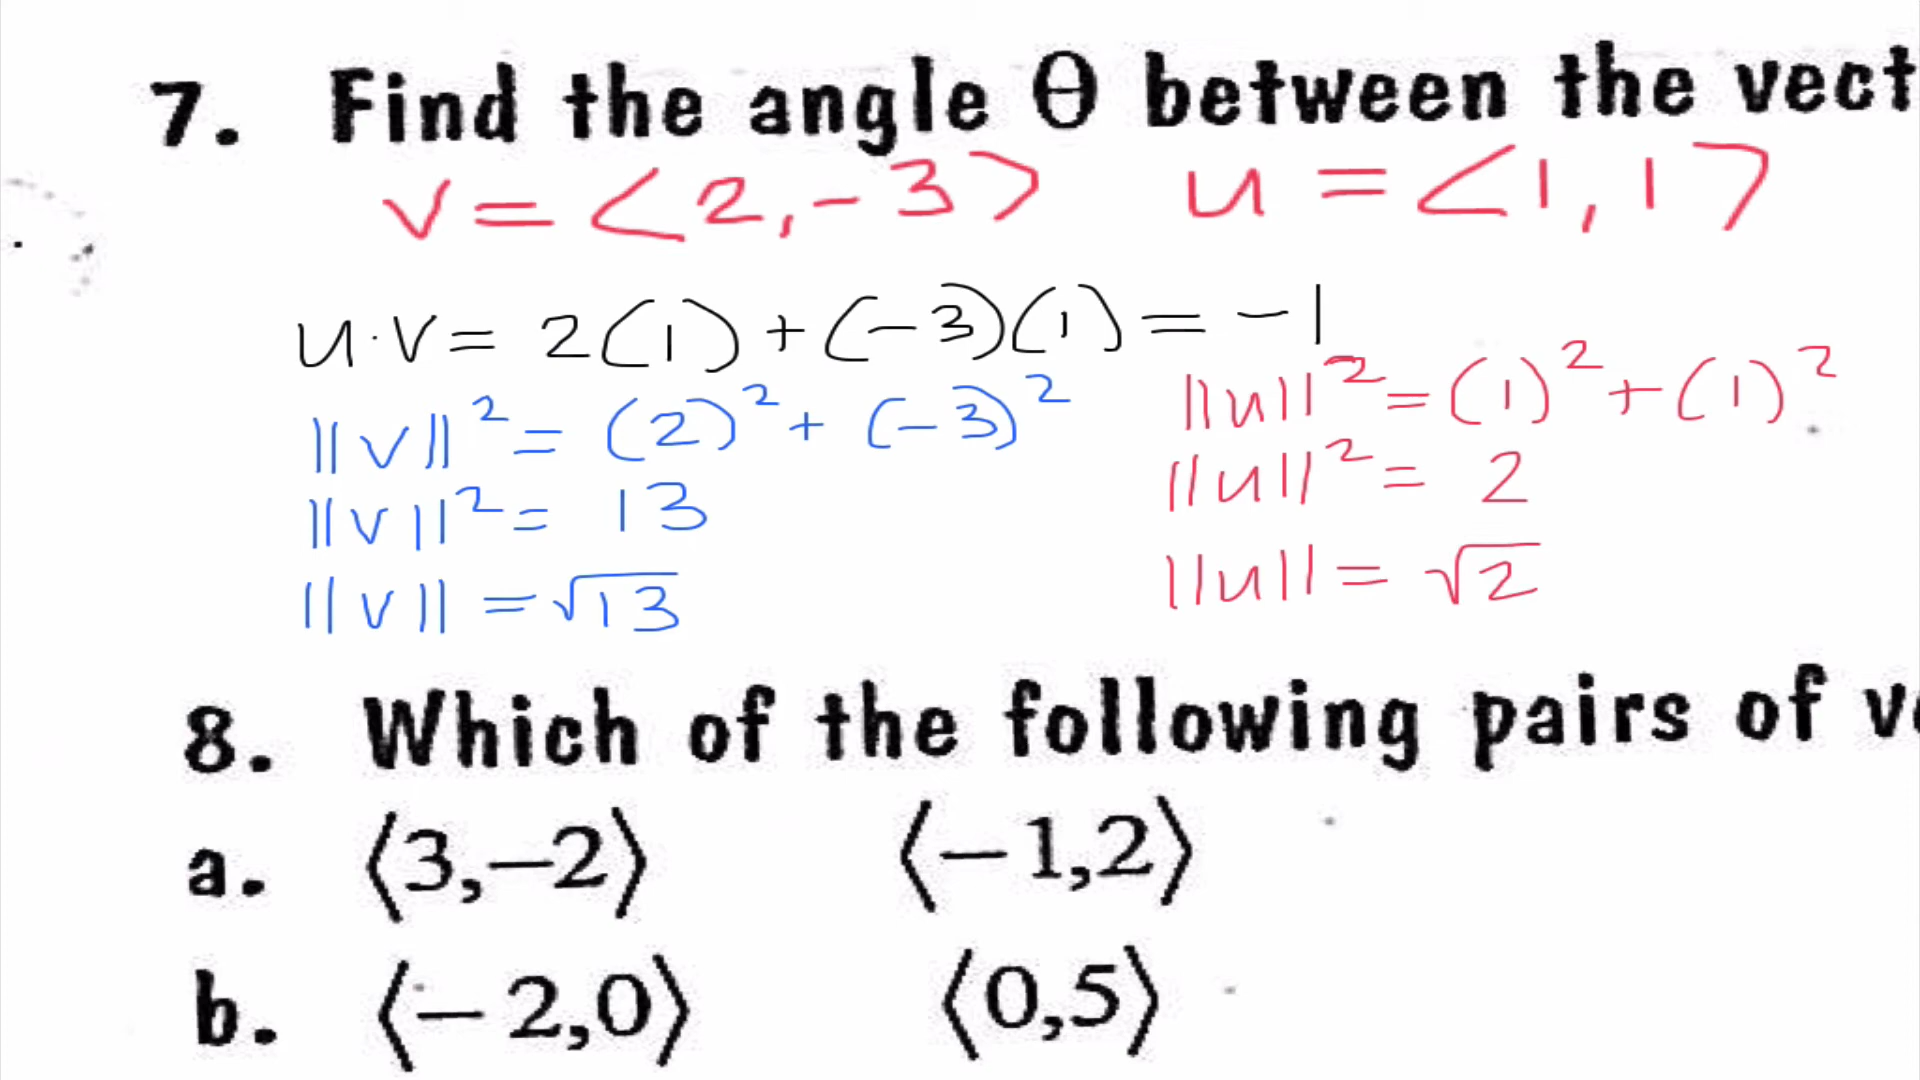 7. Find the angle θ between the vect
v = <2, -3> u = <1, 1>
u · v = 2(1) + (-3)(1) = -1
||v||² = (2)² + (-3)²
||v||² = 13
||v|| = √13
||u||² = (1)² + (1)²
||u||² = 2
||u|| = √2
8. Which of the following pairs of v
a. ⟨3,−2⟩ ⟨−1,2⟩
b. ⟨−2,0⟩ ⟨0,5⟩